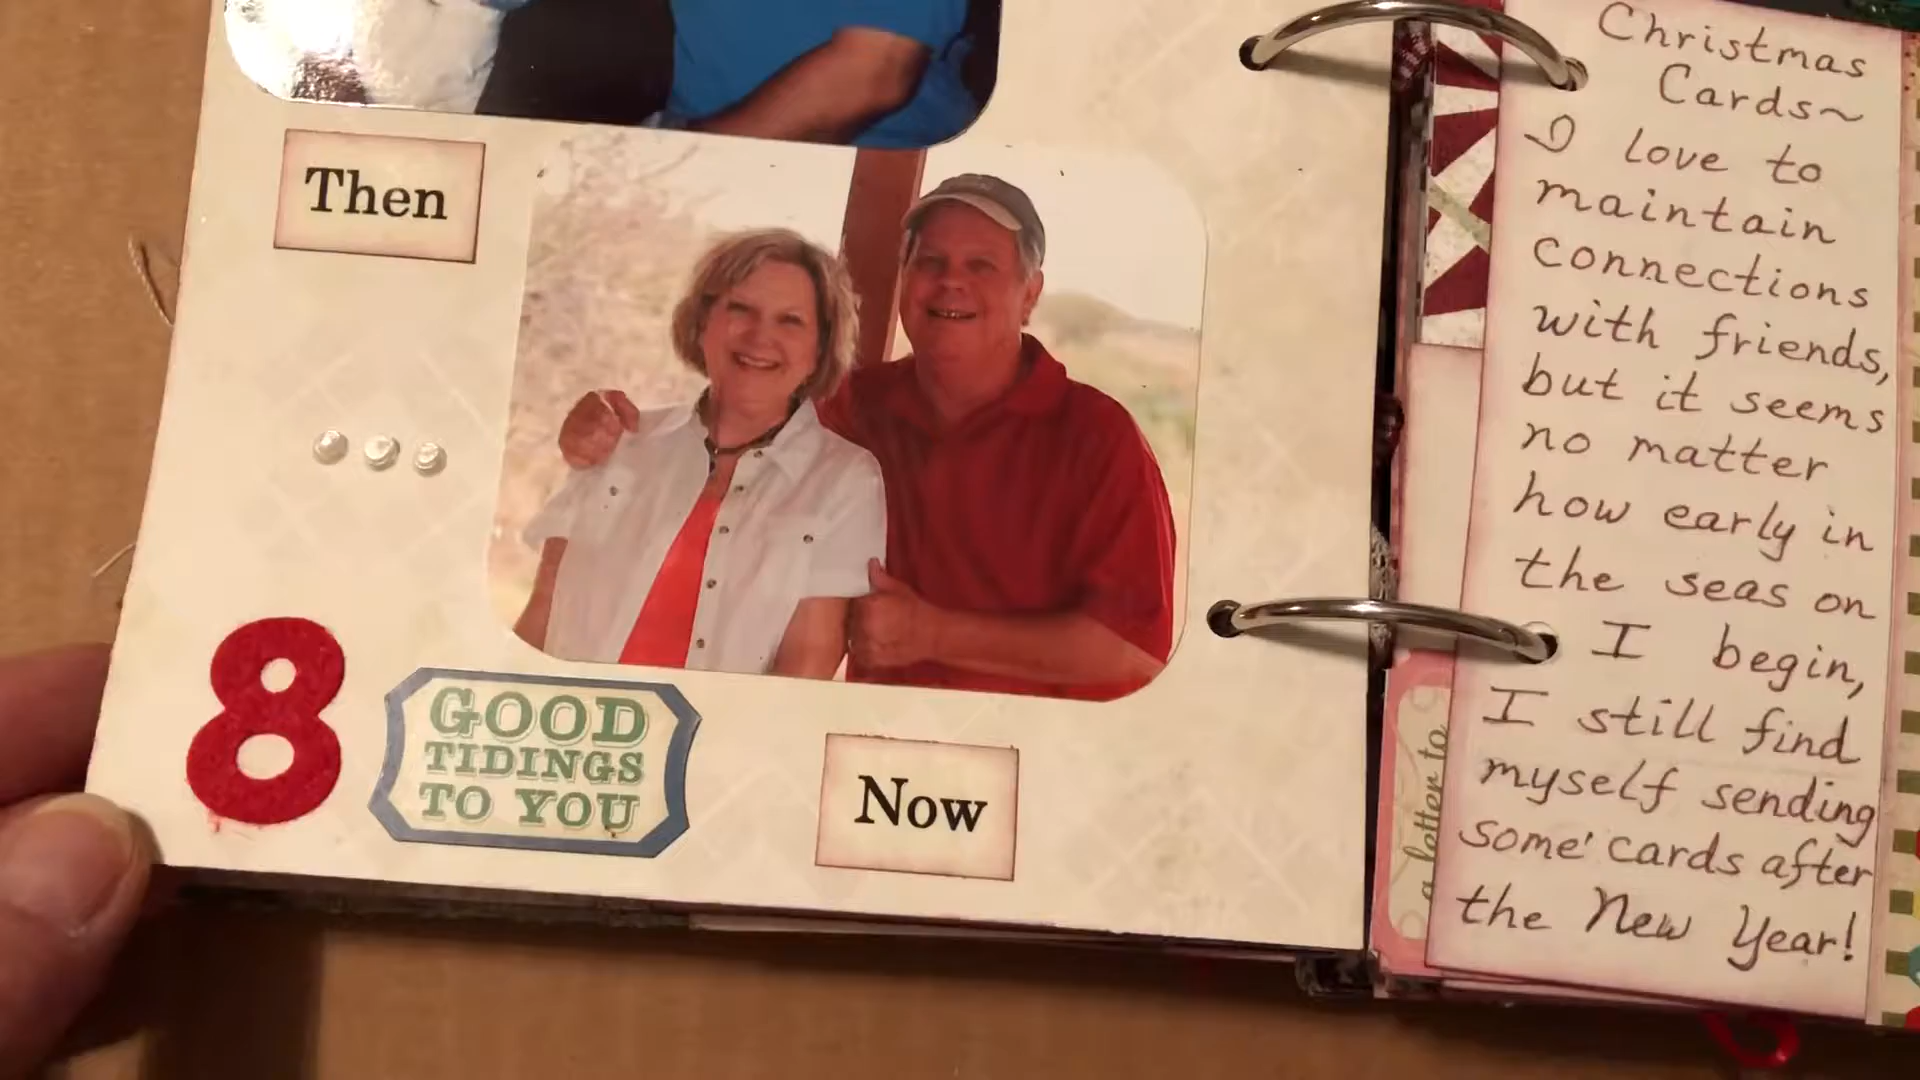 Then
8
GOOD
TIDINGS
TO YOU
Now
a letter to
Christmas
Cards~
I love to
maintain
connections
with friends,
but it seems
no matter
how early in
the seas on
I begin,
I still find
myself sending
some' cards after
the New Year!